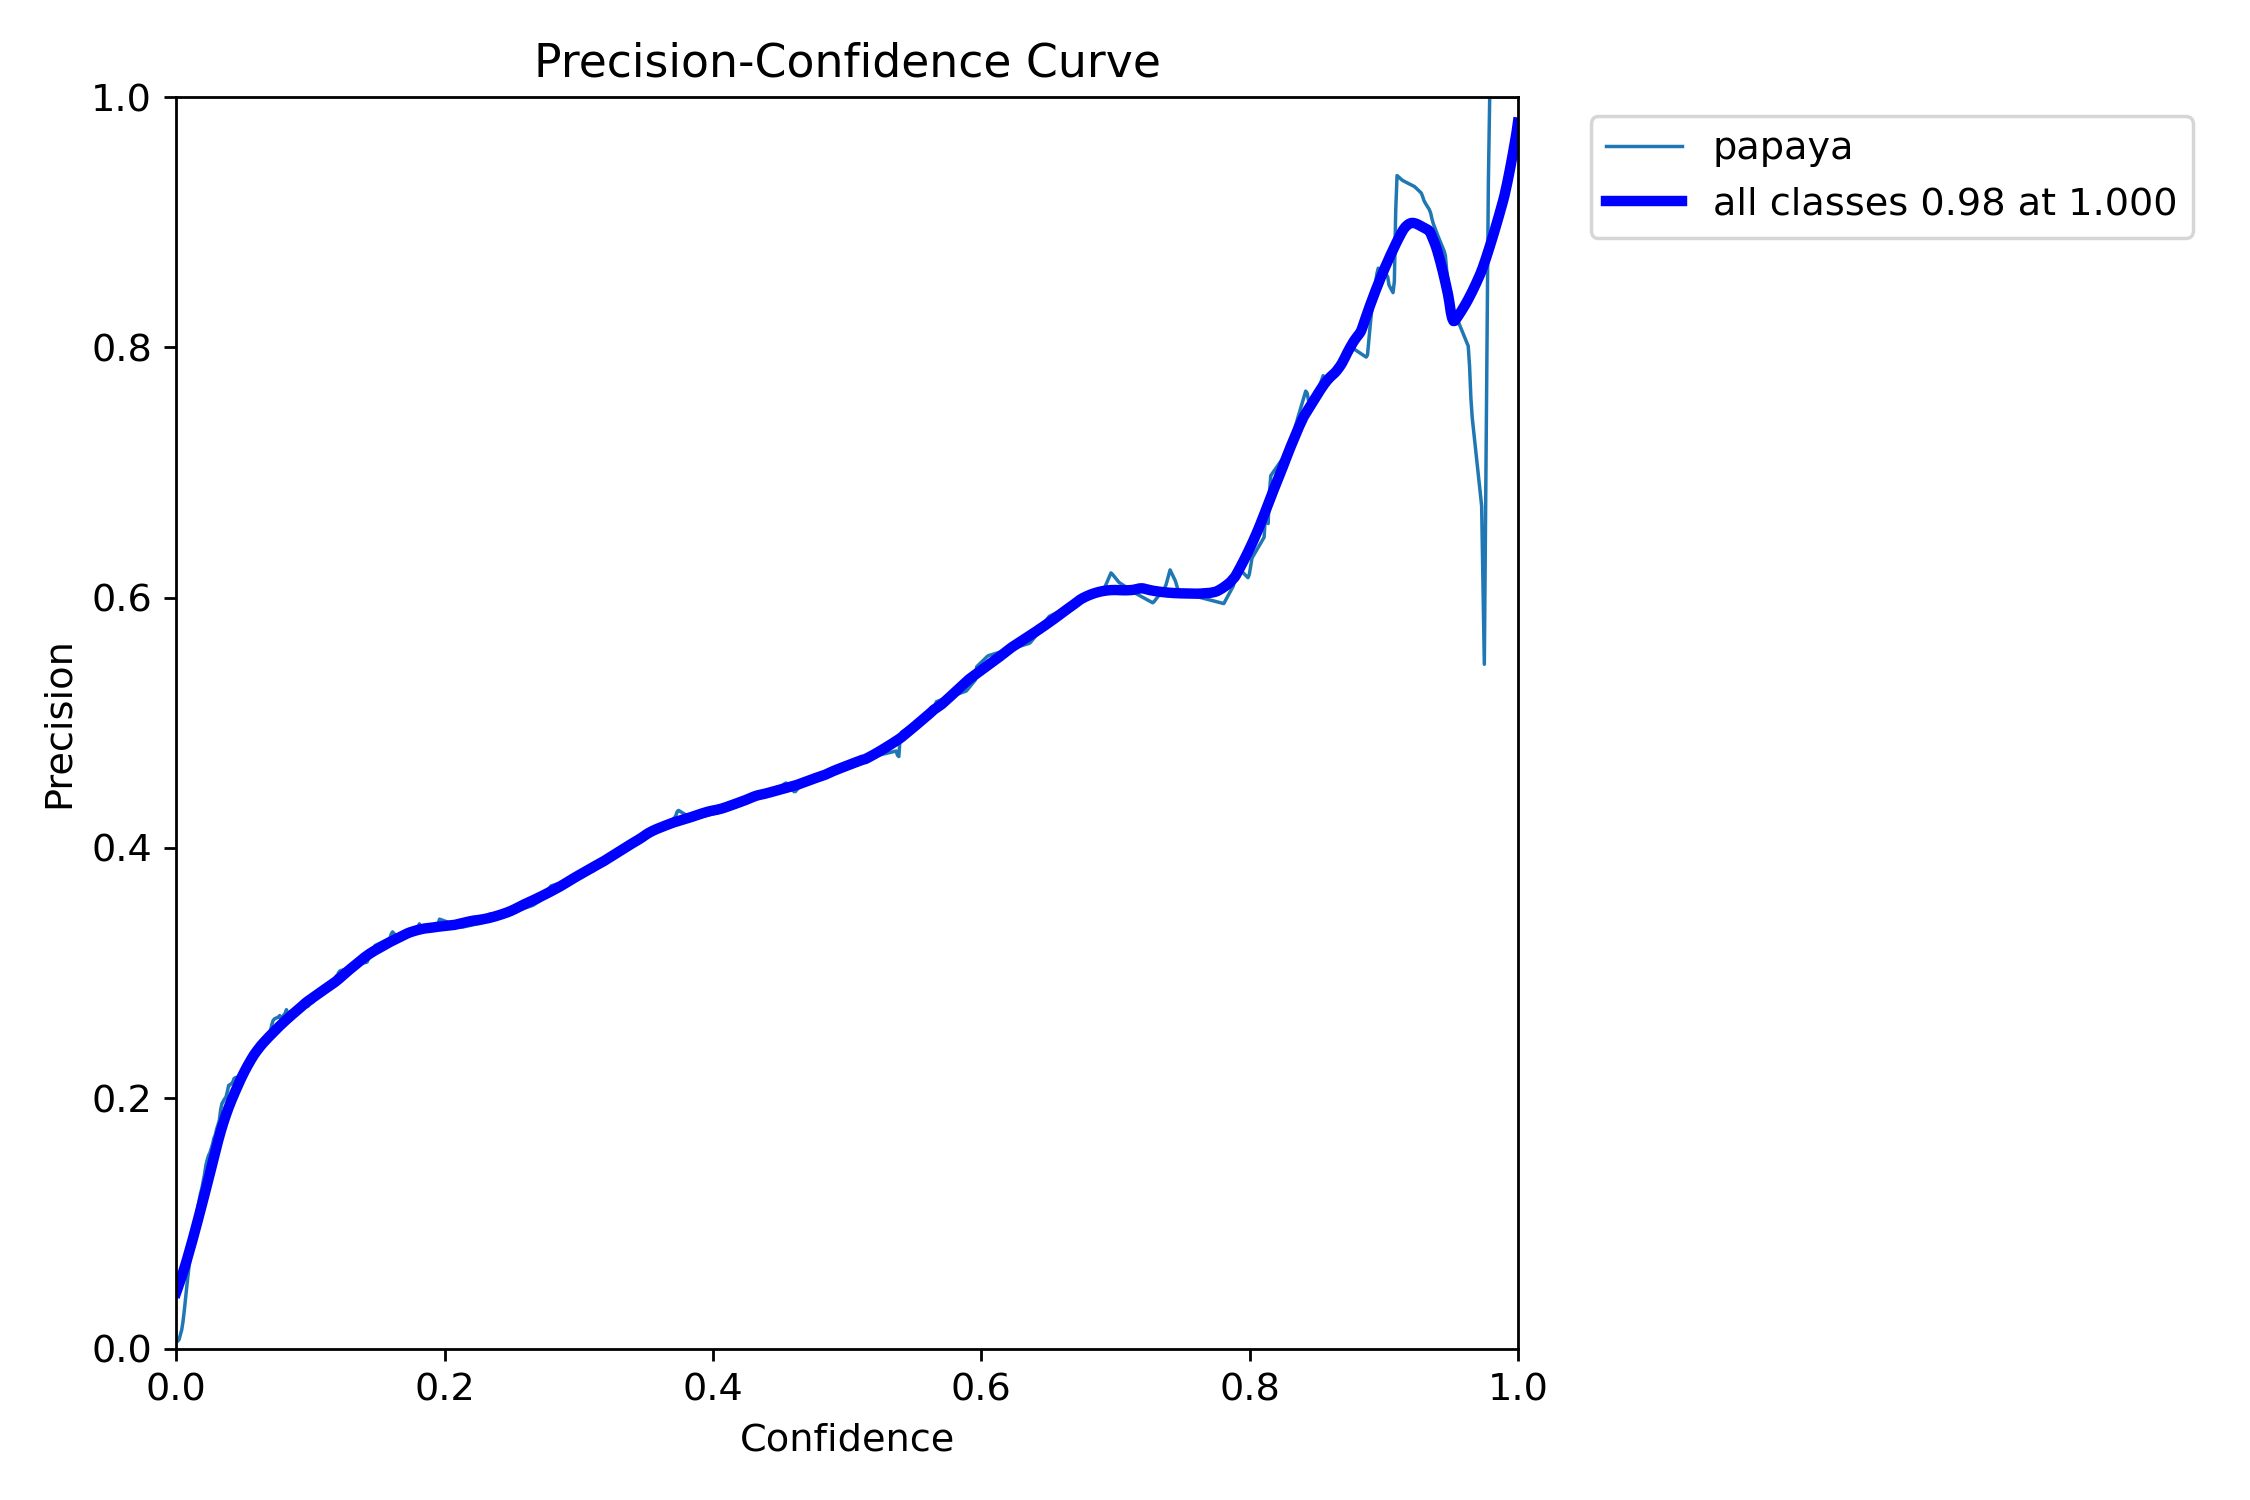 Precision-Confidence Curve
papaya
all classes 0.98 at 1.000
1.0
0.8
0.6
0.4
0.2
0.0
Precision
0.0 0.2 0.4 0.6 0.8 1.0
Confidence